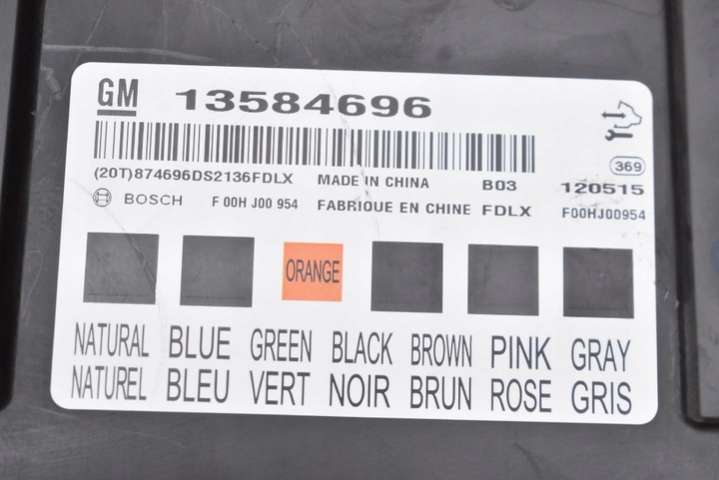 GM 13584696
369
(20T)874696DS2136FDLX MADE IN CHINA B03 120515
BOSCH F 00H J00 954 FABRIQUE EN CHINE FDLX F00HJ00954
ORANGE
NATURAL BLUE GREEN BLACK BROWN PINK GRAY
NATUREL BLEU VERT NOIR BRUN ROSE GRIS